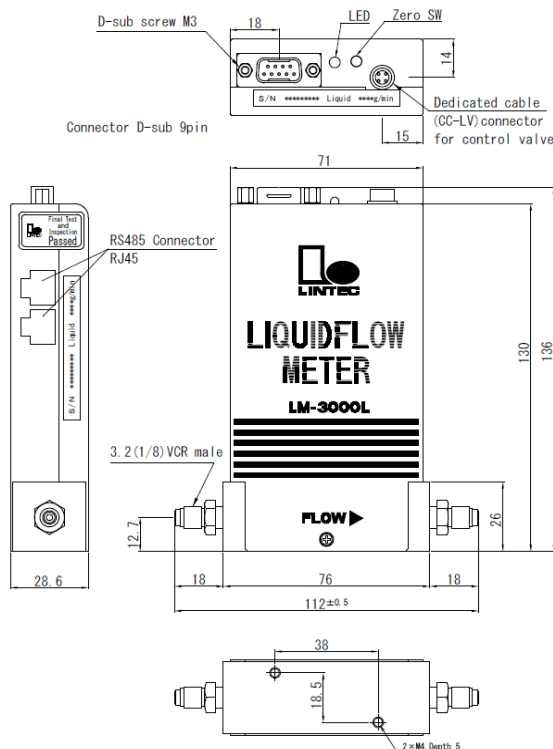 D-sub screw M3
18
LED
Zero SW
14
S/N ********* Liquid ****g/min
Connector D-sub 9pin
Dedicated cable
(CC-LV)connector
for control valve
15
71
Final Test
and
Inspection
Passed
RS485 Connector
RJ45
S/N ********* Liquid ****g/min
LINTEC
LIQUIDFLOW
METER
LM-3000L
130
136
3.2(1/8)VCR male
FLOW
12.7
26
28.6
18
76
18
112±0.5
38
18.5
2×M4 Depth 5